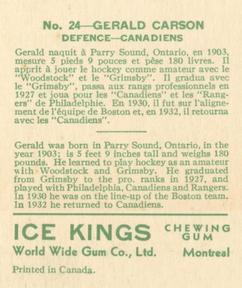 No. 24—GERALD CARSON
DEFENCE—CANADIENS
Gerald naquit à Parry Sound, Ontario, en 1903,
mesure 5 pieds 9 pouces et pèse 180 livres. Il
apprit à jouer le hockey comme amateur avec le
"Woodstock" et le "Grimsby". Il gradua avec
le "Grimsby", passa aux rangs professionnels en
1927 et joua pour les "Canadiens" et les "Rang-
ers" de Philadelphie. En 1930, il fut sur l'aligne-
ment de l'équipe de Boston et, en 1932, il retourna
avec les "Canadiens".
Gerald was born in Parry Sound, Ontario, in the
year 1903; is 5 feet 9 inches tall and weighs 180
pounds. He learned to play hockey as an amateur
with Woodstock and Grimsby. He graduated
from Grimsby to the pro. ranks in 1927, and
played with Philadelphia, Canadiens and Rangers.
In 1930 he was on the line-up of the Boston team.
In 1932 he returned to Canadiens.
ICE KINGS CHEWING GUM
World Wide Gum Co., Ltd. Montreal
Printed in Canada.